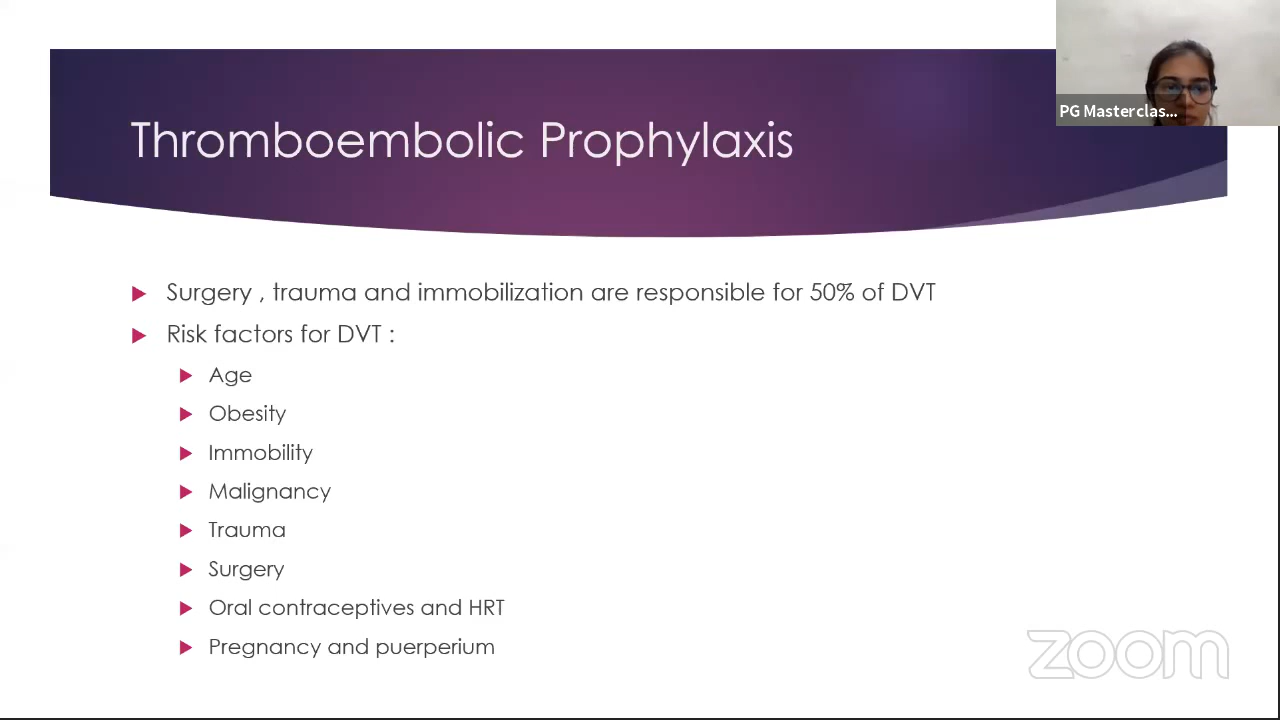 PG Masterclas...
Thromboembolic Prophylaxis
Surgery , trauma and immobilization are responsible for 50% of DVT
Risk factors for DVT :
Age
Obesity
Immobility
Malignancy
Trauma
Surgery
Oral contraceptives and HRT
Pregnancy and puerperium
zoom